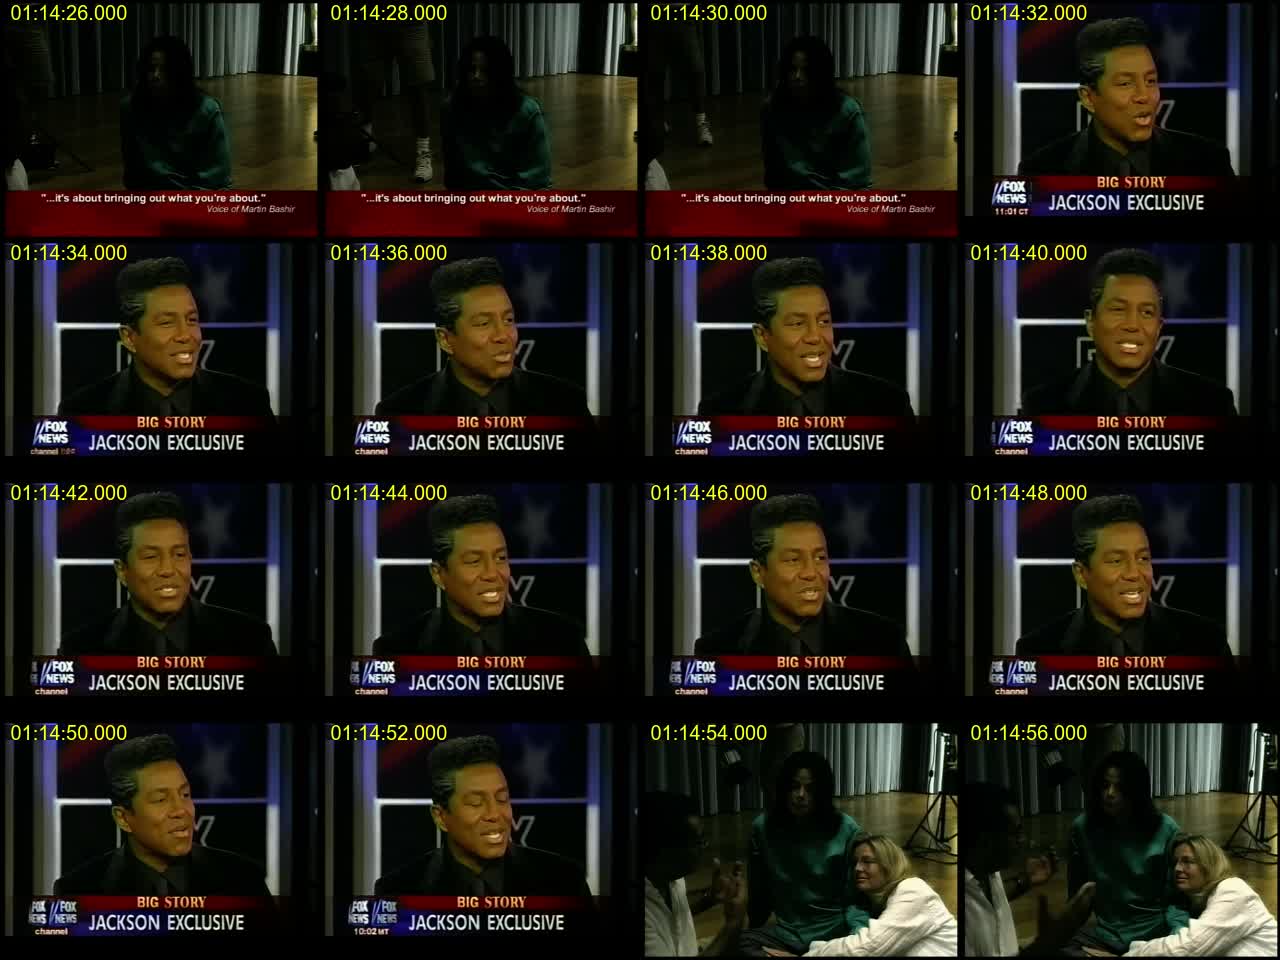 01:14:26.000
"...it's about bringing out what you're about."
Voice of Martin Bashir
01:14:28.000
"...it's about bringing out what you're about."
Voice of Martin Bashir
01:14:30.000
"...it's about bringing out what you're about."
Voice of Martin Bashir
01:14:32.000
BIG STORY
FOX NEWS
JACKSON EXCLUSIVE
11:01 CT
01:14:34.000
BIG STORY
FOX NEWS
channel
JACKSON EXCLUSIVE
01:14:36.000
BIG STORY
FOX NEWS
channel
JACKSON EXCLUSIVE
01:14:38.000
BIG STORY
FOX NEWS
channel
JACKSON EXCLUSIVE
01:14:40.000
BIG STORY
FOX NEWS
channel
JACKSON EXCLUSIVE
01:14:42.000
BIG STORY
FOX NEWS
channel
JACKSON EXCLUSIVE
01:14:44.000
BIG STORY
FOX NEWS
channel
JACKSON EXCLUSIVE
01:14:46.000
BIG STORY
FOX NEWS
channel
JACKSON EXCLUSIVE
01:14:48.000
BIG STORY
FOX NEWS
channel
JACKSON EXCLUSIVE
01:14:50.000
BIG STORY
FOX NEWS
channel
JACKSON EXCLUSIVE
01:14:52.000
BIG STORY
FOX NEWS
JACKSON EXCLUSIVE
10:02 MT
01:14:54.000
01:14:56.000